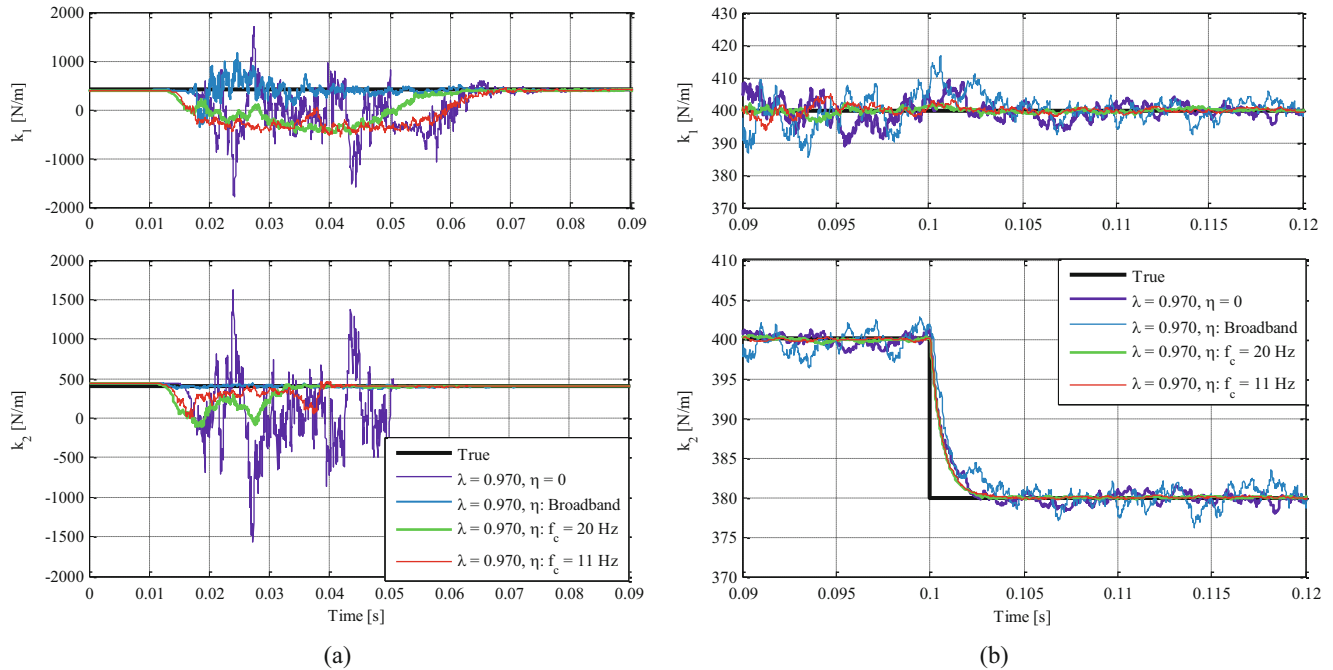 2000
1000
0
-1000
-2000
k1 [N/m]
0 0.01 0.02 0.03 0.04 0.05 0.06 0.07 0.08 0.09
430
420
410
400
390
380
370
k1 [N/m]
0.09 0.095 0.1 0.105 0.11 0.115 0.12
2000
1500
1000
500
0
-500
-1000
-1500
-2000
k2 [N/m]
True
λ = 0.970, η = 0
λ = 0.970, η: Broadband
λ = 0.970, η: fc = 20 Hz
λ = 0.970, η: fc = 11 Hz
0 0.01 0.02 0.03 0.04 0.05 0.06 0.07 0.08 0.09
Time [s]
(a)
410
400
390
380
370
k2 [N/m]
True
λ = 0.970, η = 0
λ = 0.970, η: Broadband
λ = 0.970, η: fc = 20 Hz
λ = 0.970, η: fc = 11 Hz
0.09 0.095 0.1 0.105 0.11 0.115 0.12
Time [s]
(b)